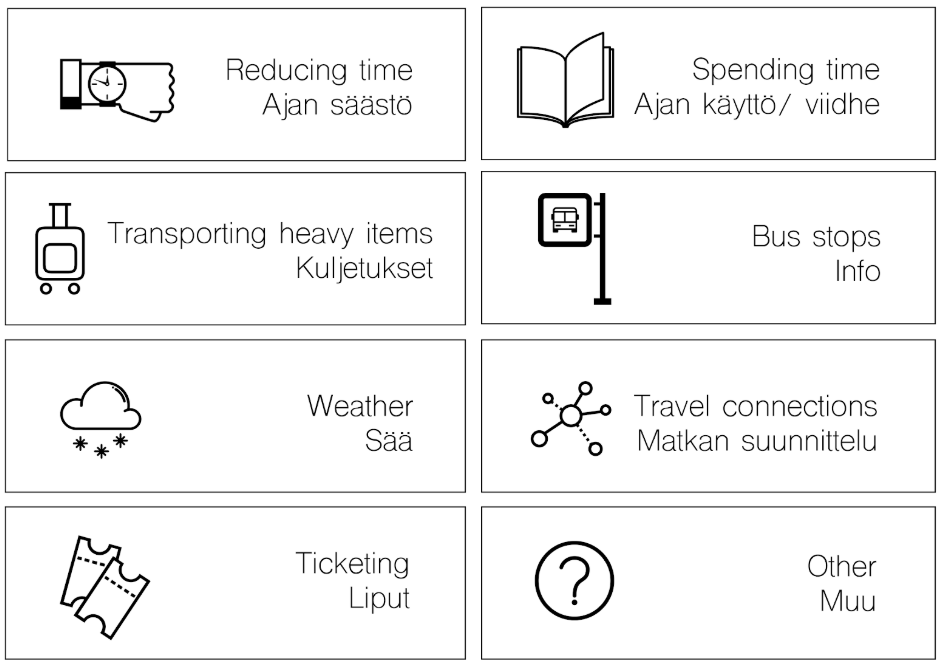 Reducing time
Ajan säästö
Spending time
Ajan käyttö/ viidhe
Transporting heavy items
Kuljetukset
Bus stops
Info
Weather
Sää
Travel connections
Matkan suunnittelu
Ticketing
Liput
?
Other
Muu